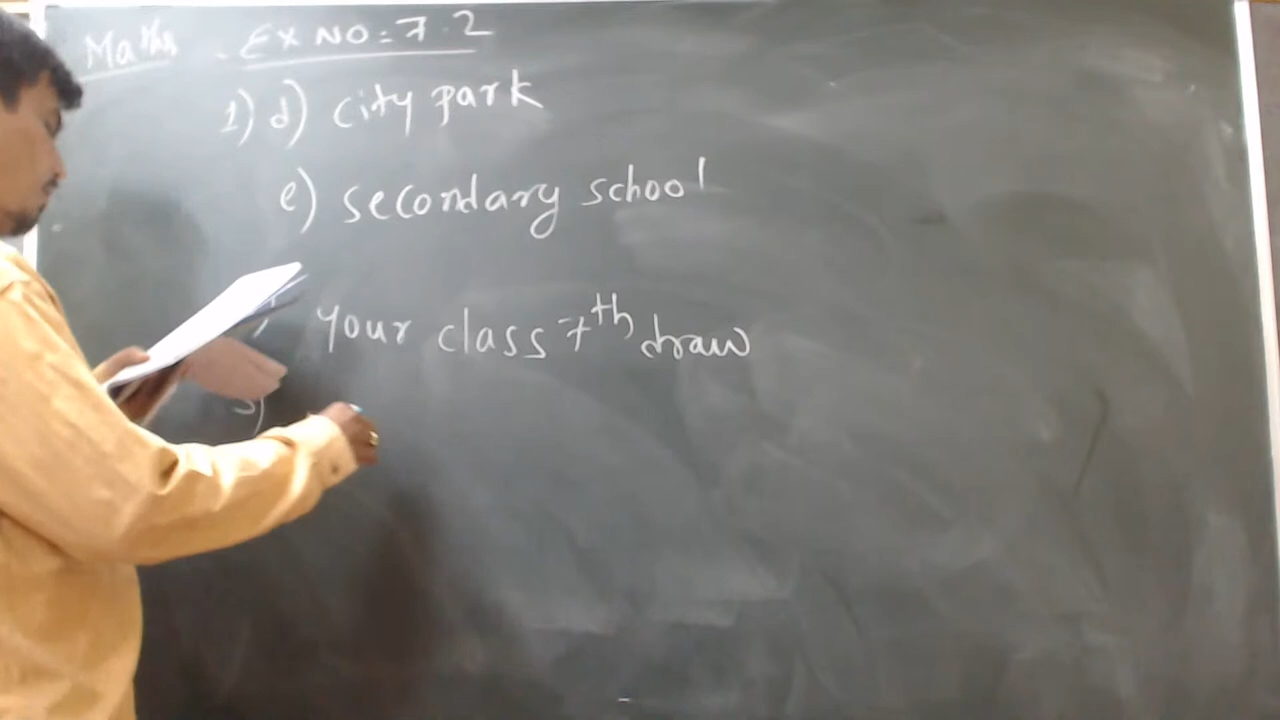 Maths . EX NO = 7.2
1) d) city park
e) secondary school
your class 7th draw